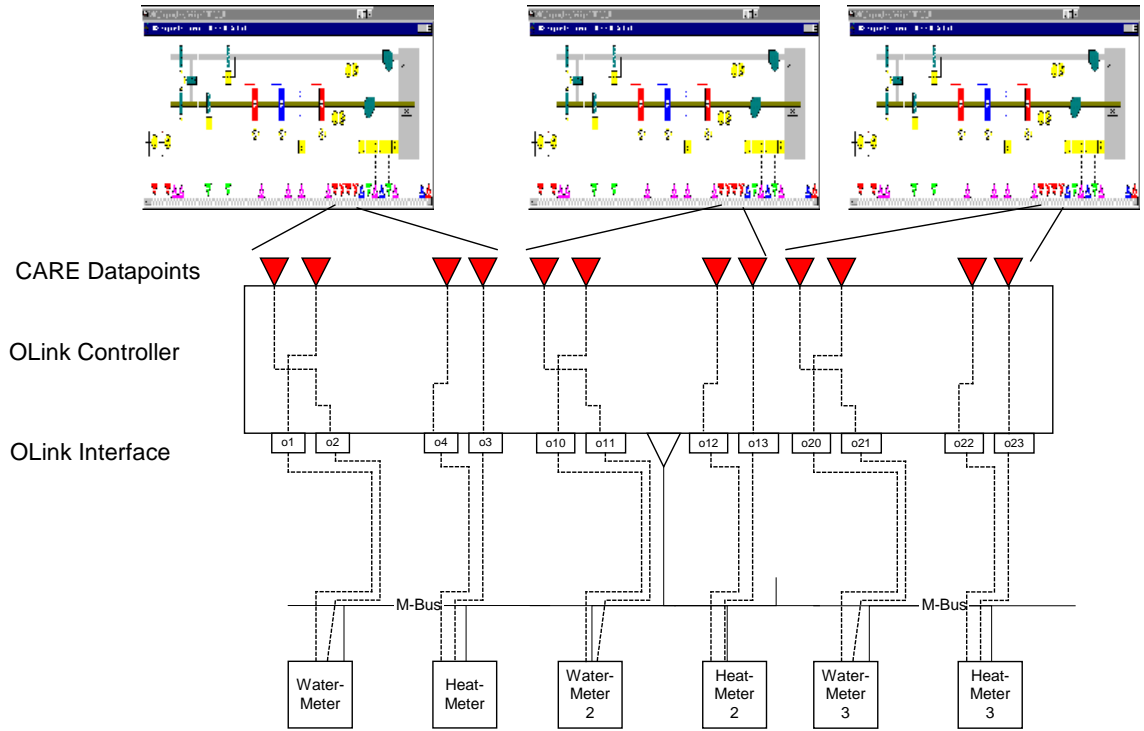 CARE Datapoints
OLink Controller
OLink Interface
o1
o2
o4
o3
o10
o11
o12
o13
o20
o21
o22
o23
M-Bus
M-Bus
Water-
Meter
Heat-
Meter
Water-
Meter
2
Heat-
Meter
2
Water-
Meter
3
Heat-
Meter
3